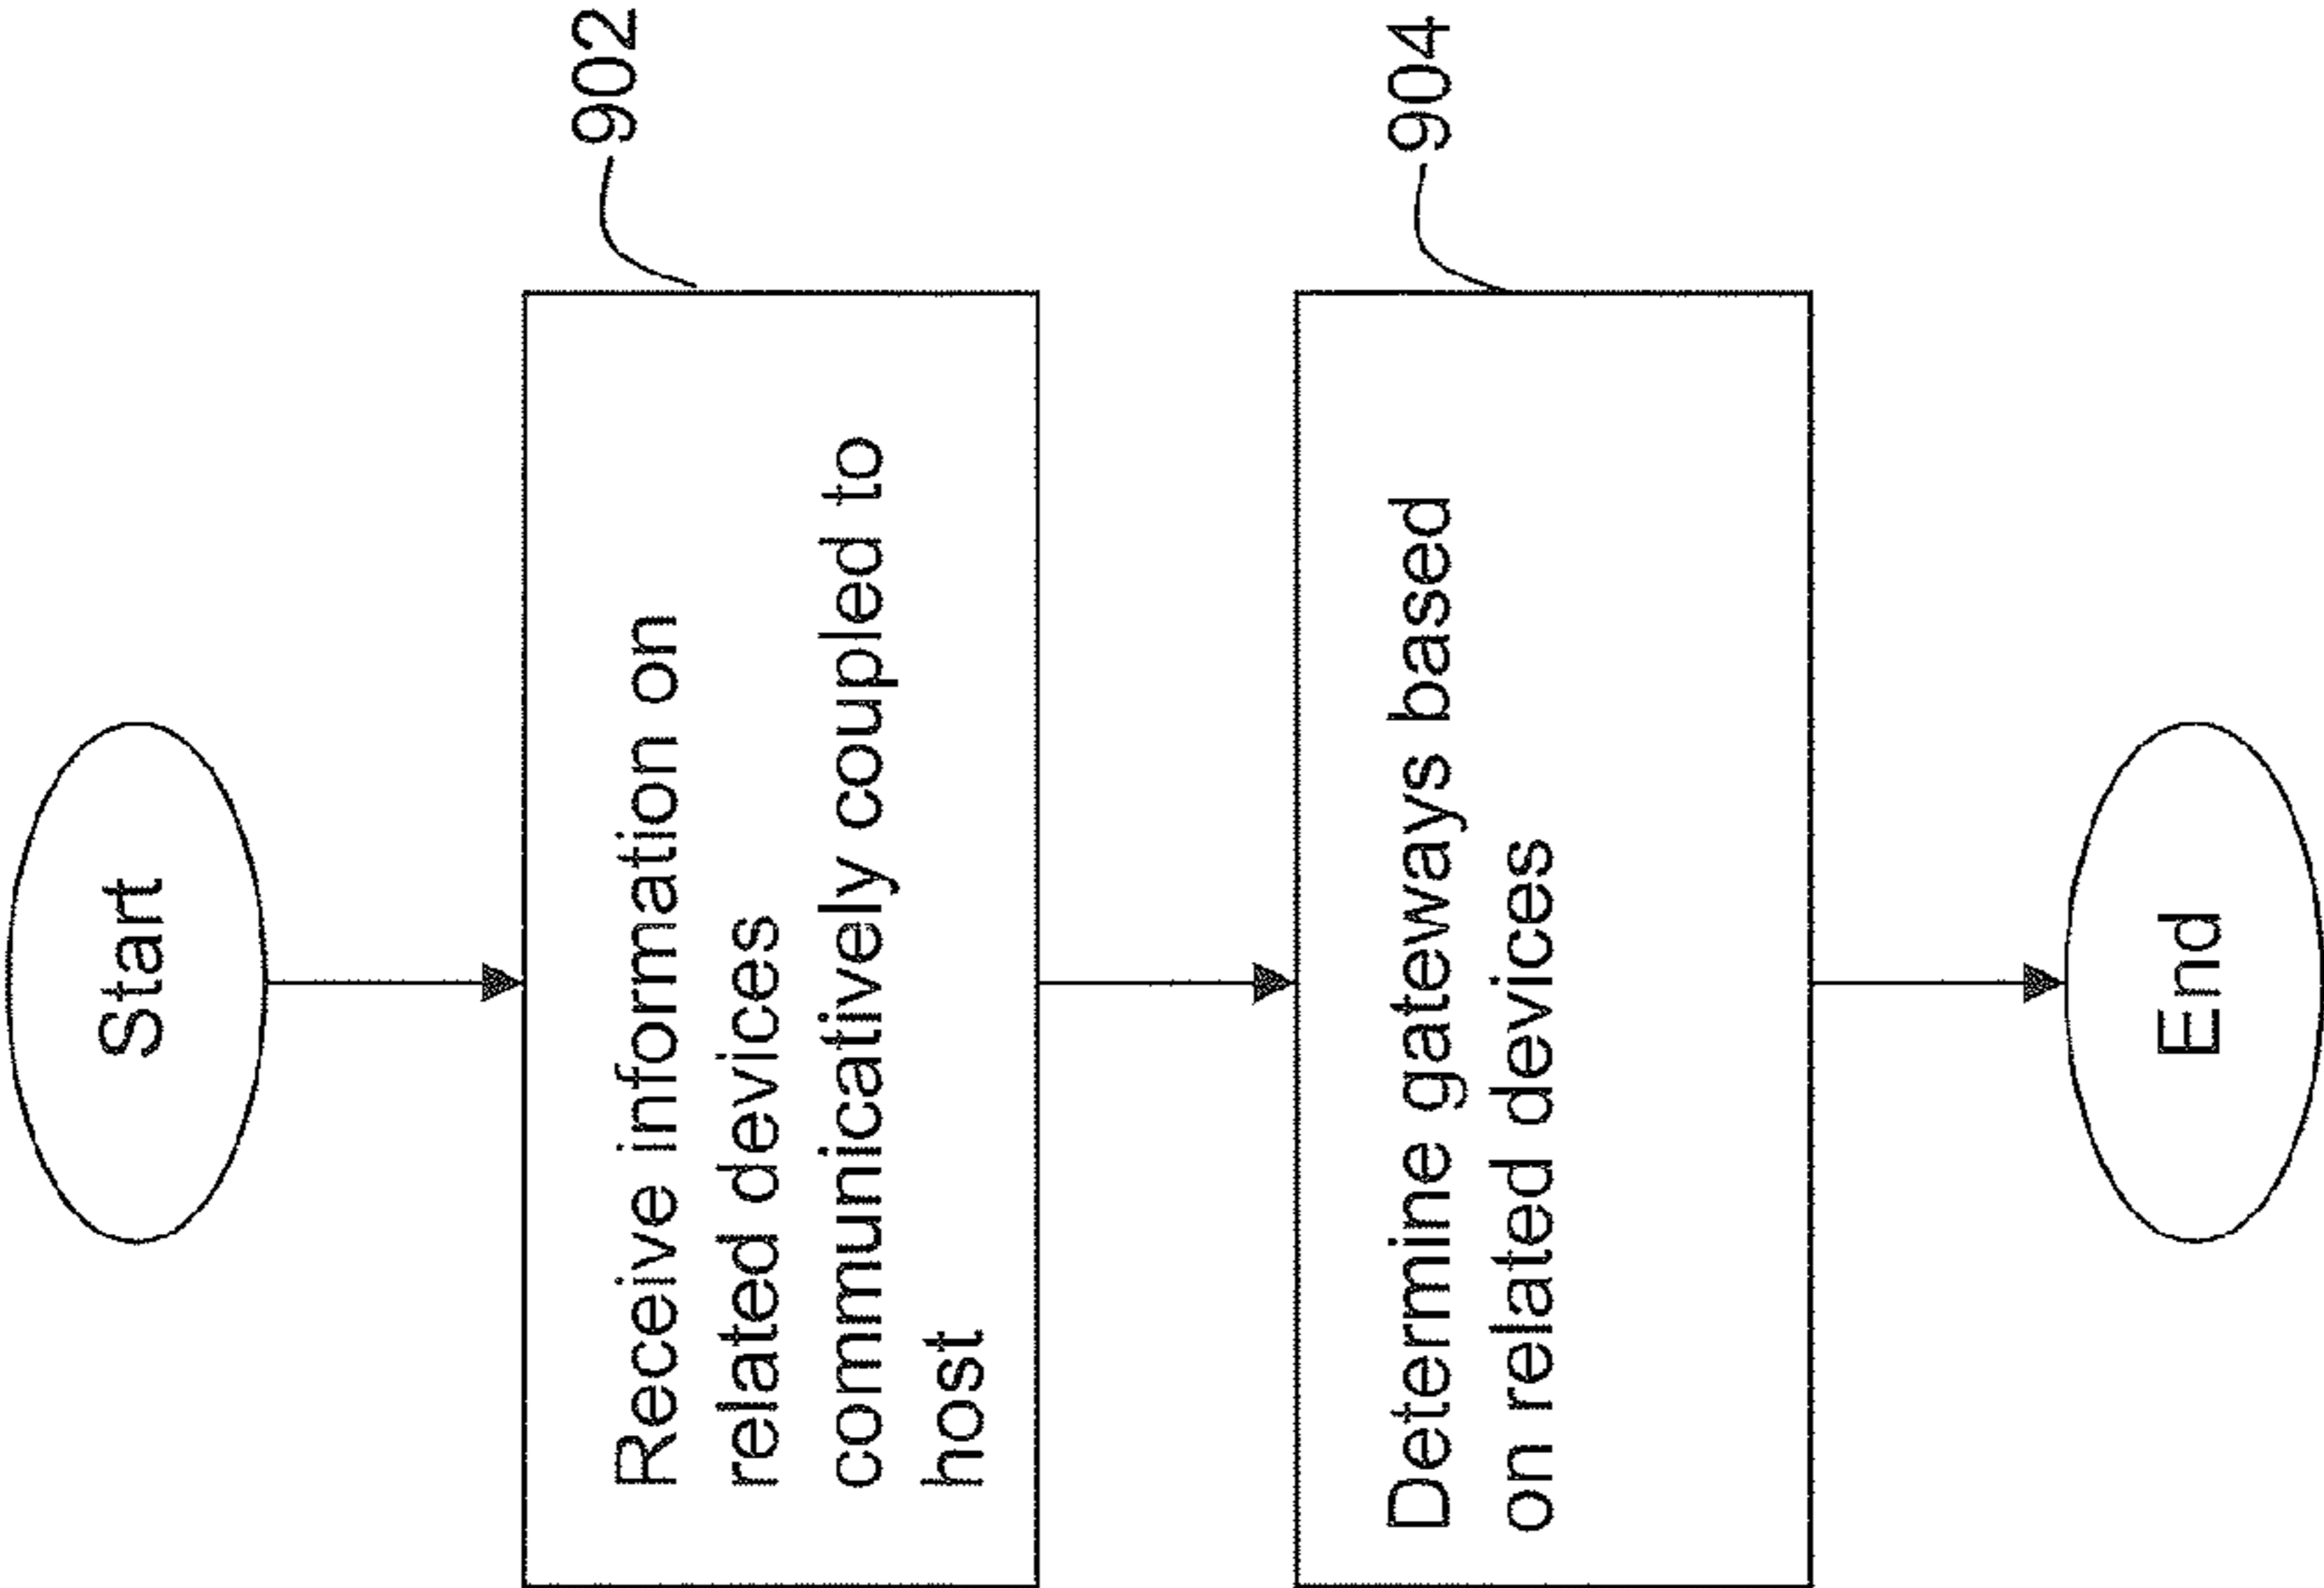 Start
Receive information on
related devices
communicatively coupled to
host
902
Determine gateways based
on related devices
904
End